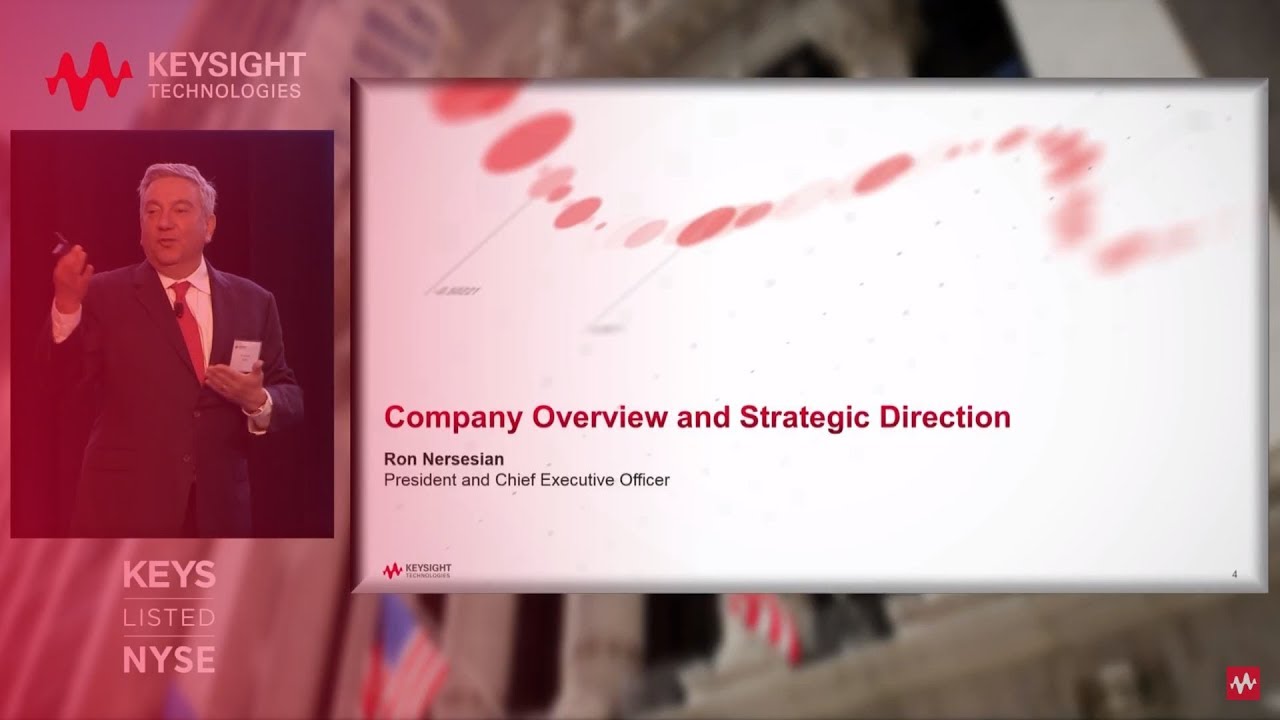 KEYSIGHT
TECHNOLOGIES
Company Overview and Strategic Direction
Ron Nersesian
President and Chief Executive Officer
KEYSIGHT
TECHNOLOGIES
4
KEYS
LISTED
NYSE